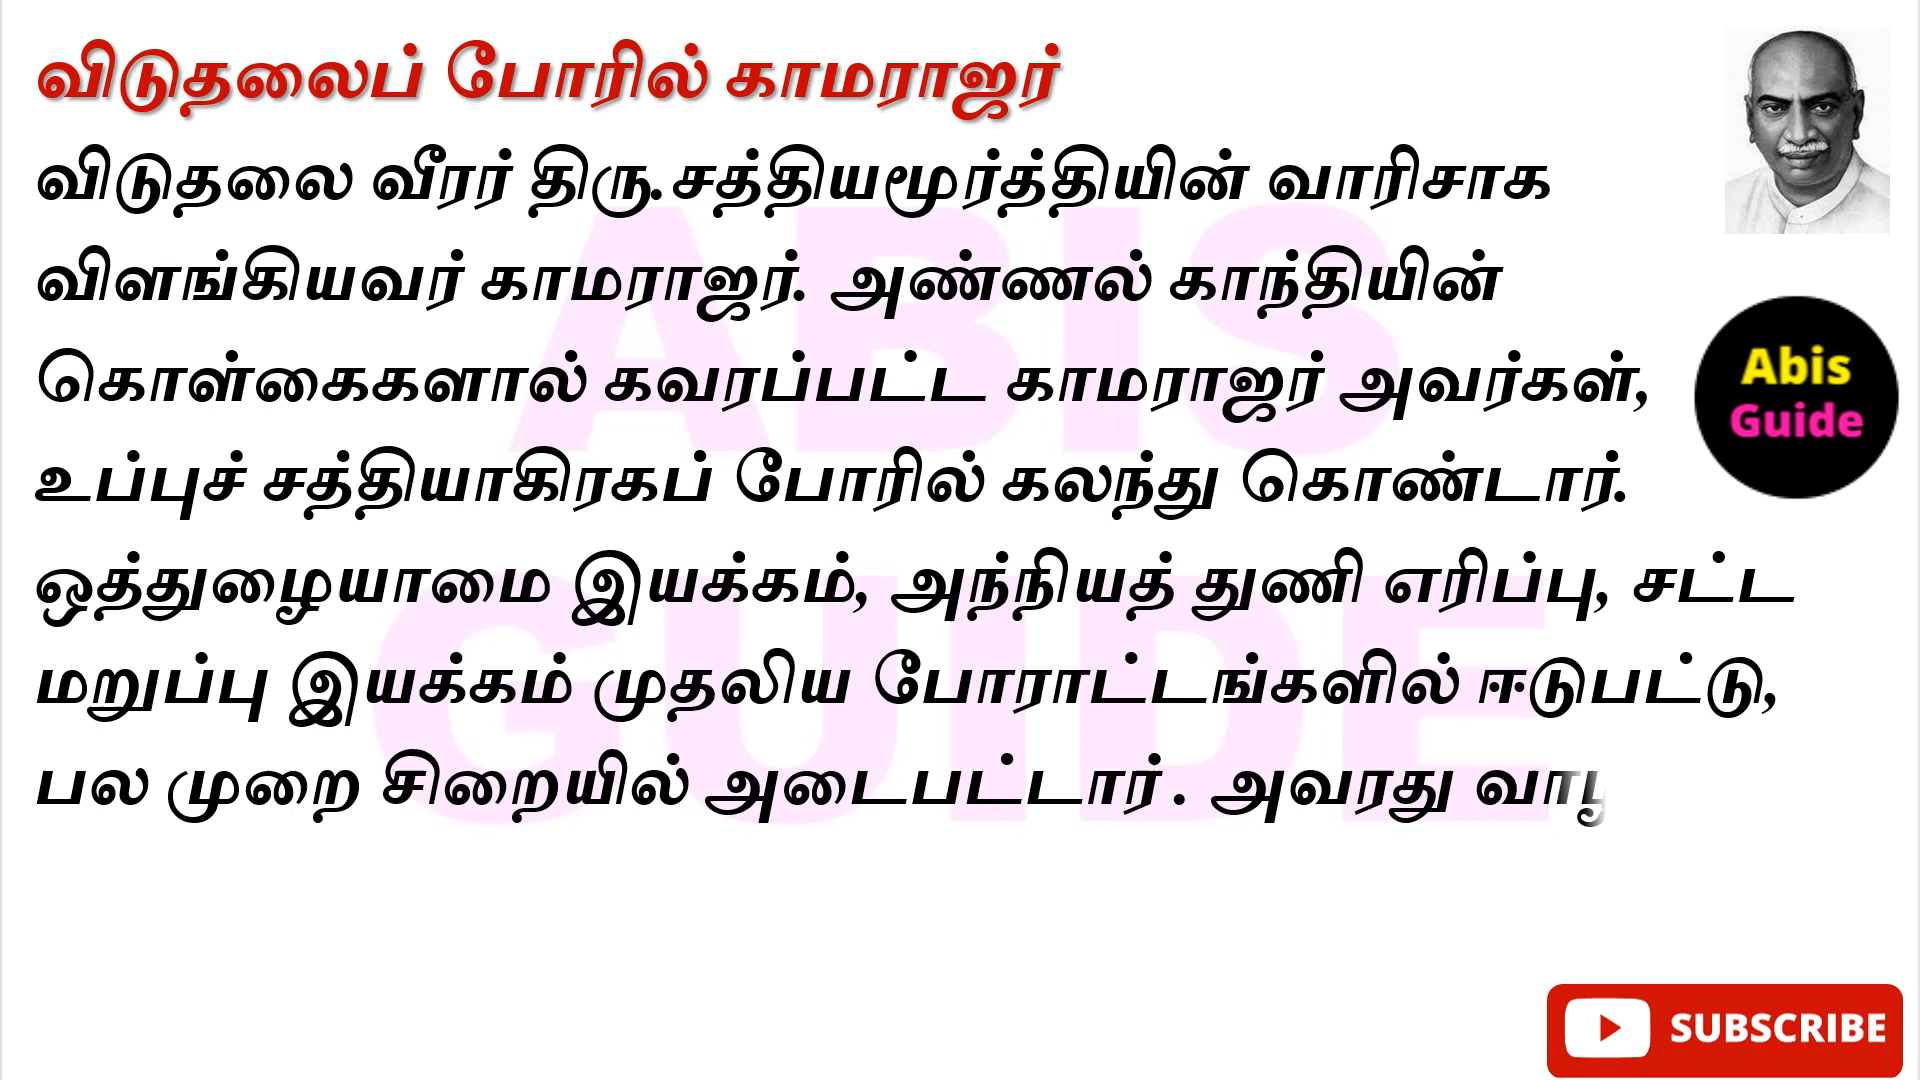 விடுதலைப் போரில் காமராஜர்
விடுதலை வீரர் திரு.சத்தியமூர்த்தியின் வாரிசாக
விளங்கியவர் காமராஜர். அண்ணல் காந்தியின்
கொள்கைகளால் கவரப்பட்ட காமராஜர் அவர்கள்,
உப்புச் சத்தியாகிரகப் போரில் கலந்து கொண்டார்.
ஒத்துழையாமை இயக்கம், அந்நியத் துணி எரிப்பு, சட்ட
மறுப்பு இயக்கம் முதலிய போராட்டங்களில் ஈடுபட்டு,
பல முறை சிறையில் அடைபட்டார் . அவரது
ABIS
GUIDE
Abis
Guide
SUBSCRIBE